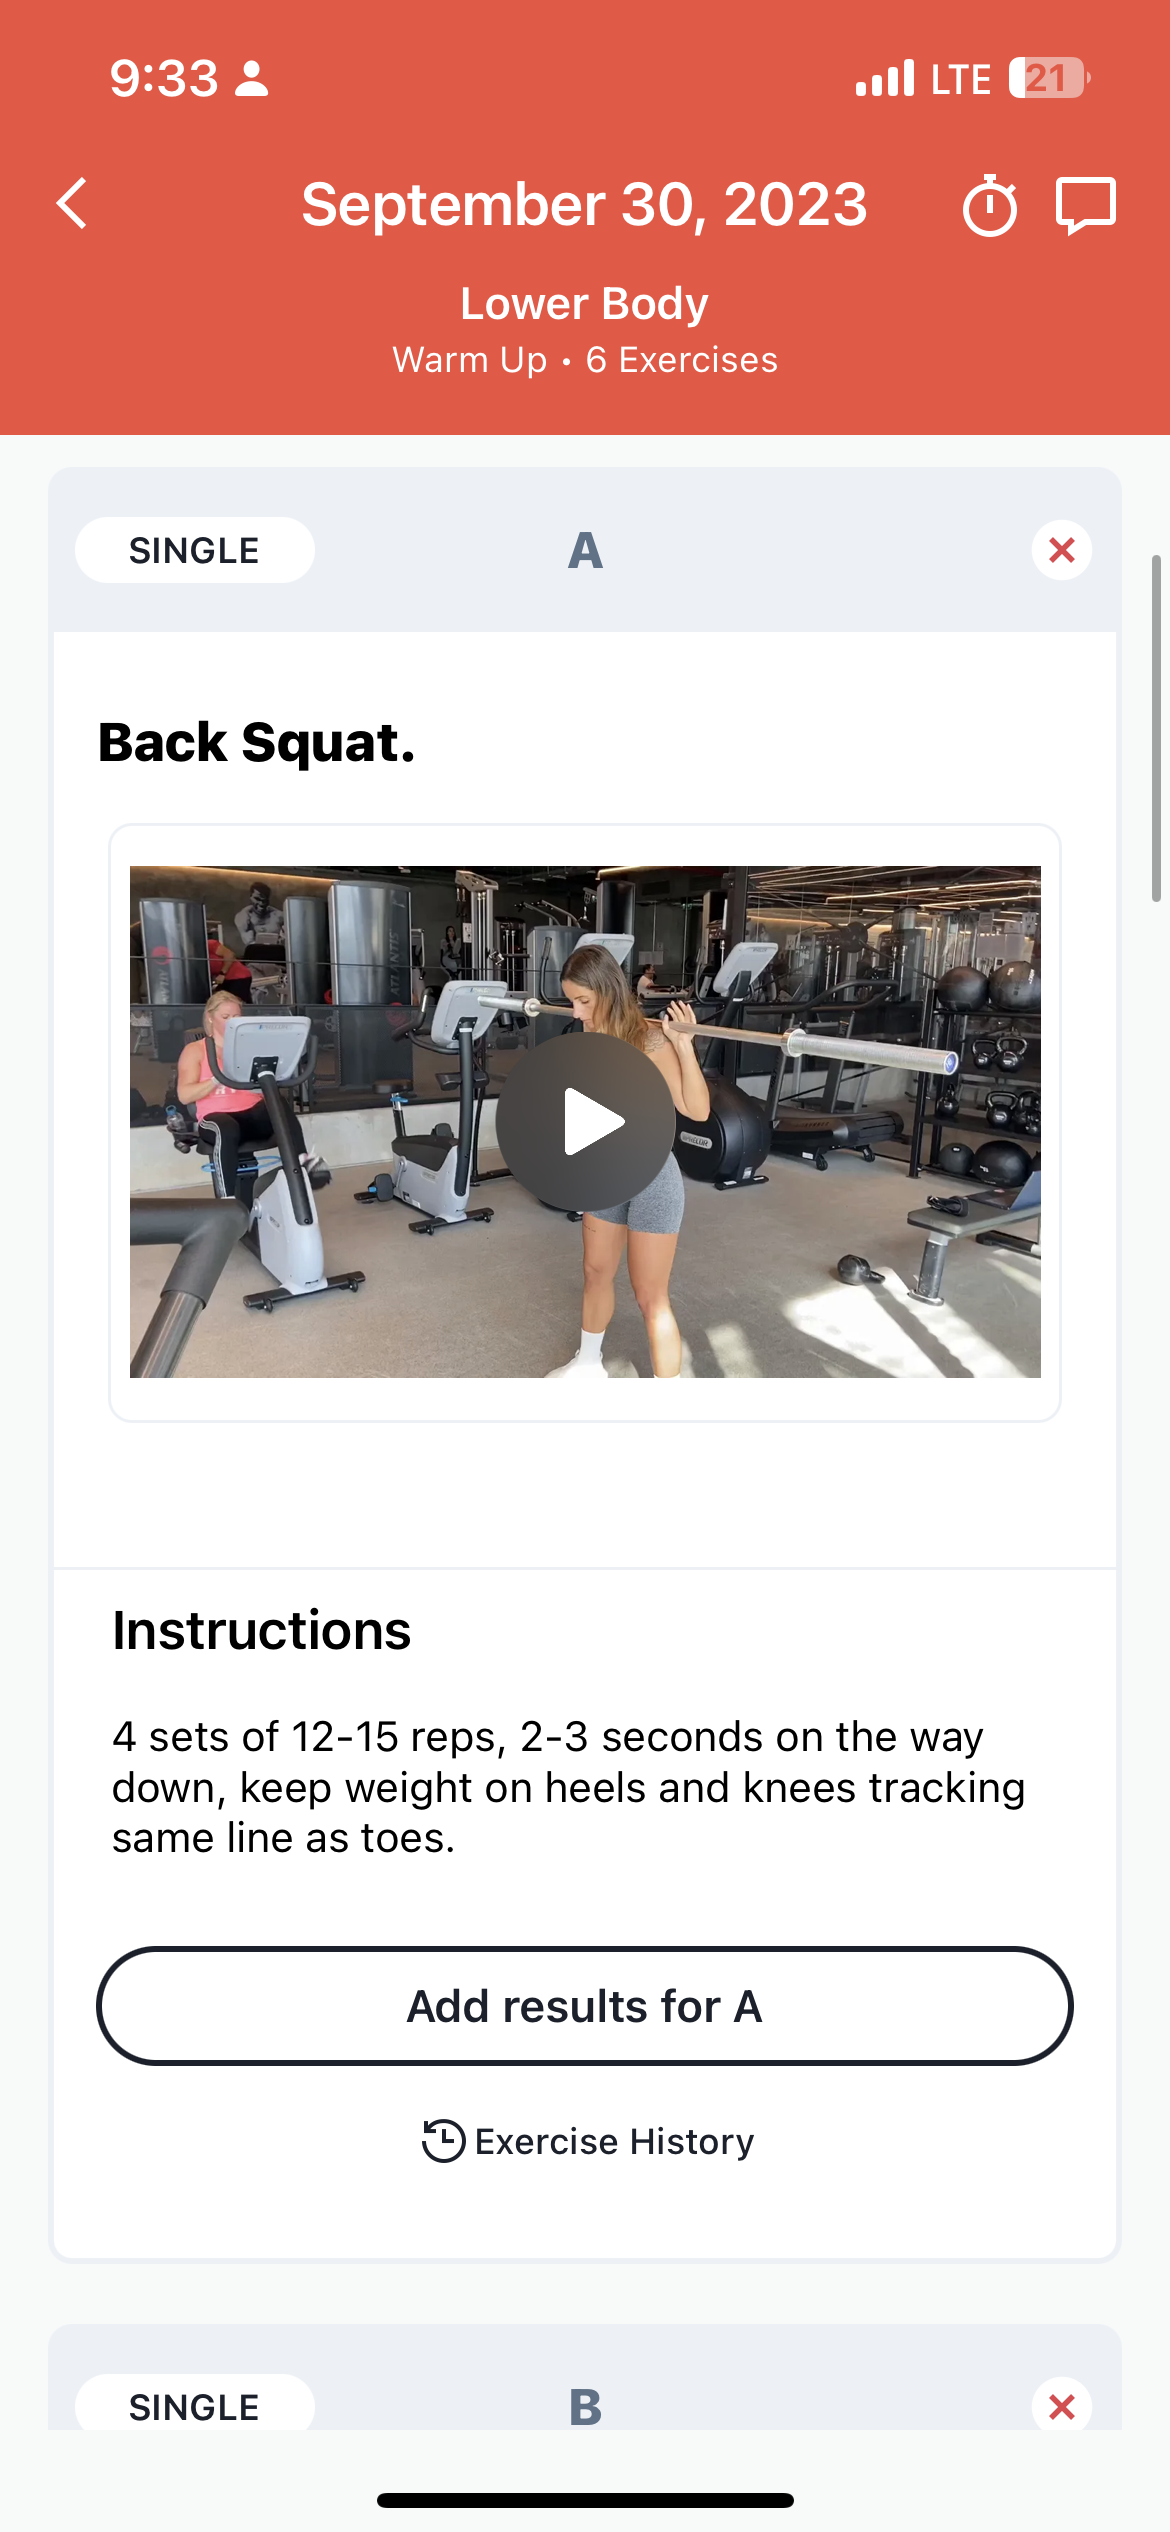 9:33
LTE 21
September 30, 2023
Lower Body
Warm Up • 6 Exercises
SINGLE
A
Back Squat.
ATLANTIS
Instructions
4 sets of 12-15 reps, 2-3 seconds on the way
down, keep weight on heels and knees tracking
same line as toes.
Add results for A
Exercise History
SINGLE
B